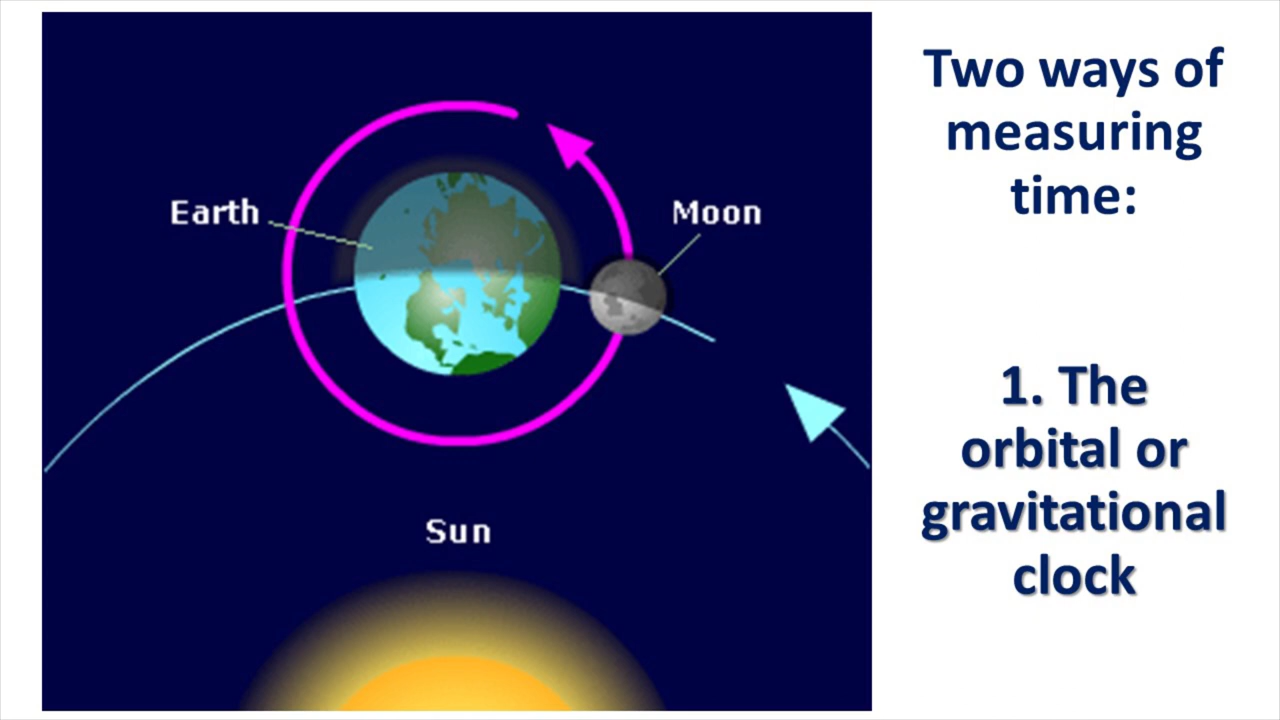 Earth
Moon
Sun
Two ways of
measuring
time:
1. The
orbital or
gravitational
clock